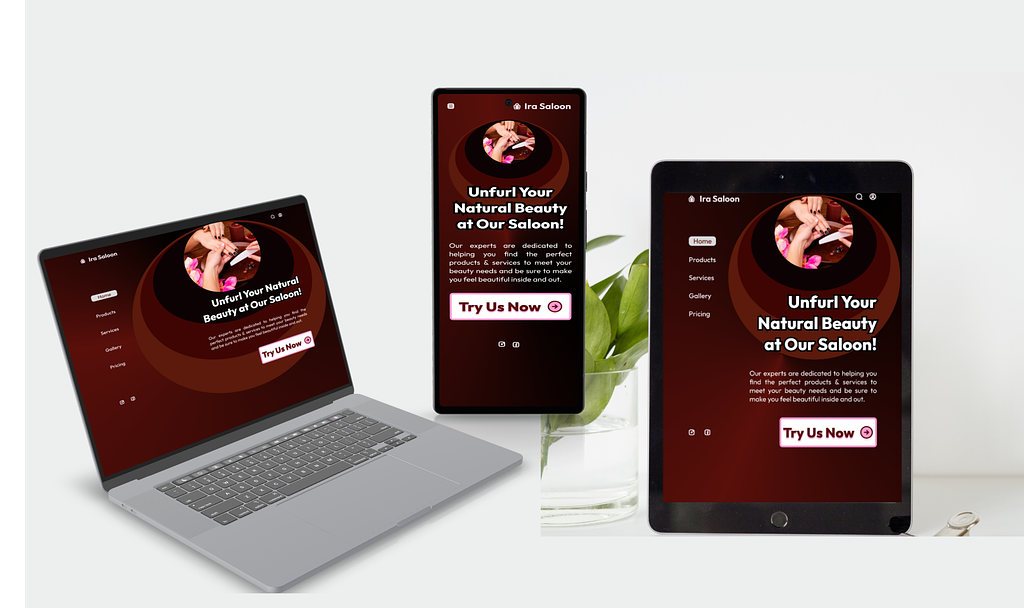 Ira Saloon
Home
Products
Services
Gallery
Pricing
Unfurl Your Natural
Beauty at Our Saloon!
Our experts are dedicated to helping you find the
perfect products & services to meet your beauty needs
and be sure to make you feel beautiful inside and out.
Try Us Now
Ira Saloon
Unfurl Your
Natural Beauty
at Our Saloon!
Our experts are dedicated to
helping you find the perfect
products & services to meet your
beauty needs and be sure to make
you feel beautiful inside and out.
Try Us Now
Ira Saloon
Home
Products
Services
Gallery
Pricing
Unfurl Your
Natural Beauty
at Our Saloon!
Our experts are dedicated to helping you
find the perfect products & services to
meet your beauty needs and be sure to
make you feel beautiful inside and out.
Try Us Now